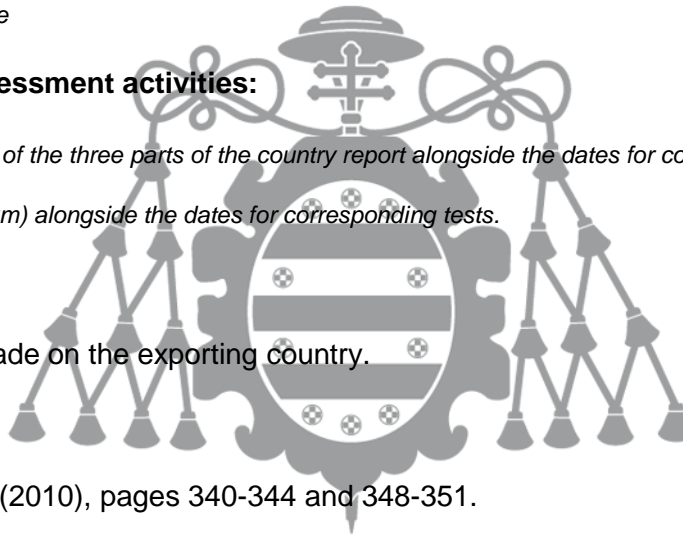 e
essment activities:
of the three parts of the country report alongside the dates for co
m) alongside the dates for corresponding tests.
ade on the exporting country.
(2010), pages 340-344 and 348-351.